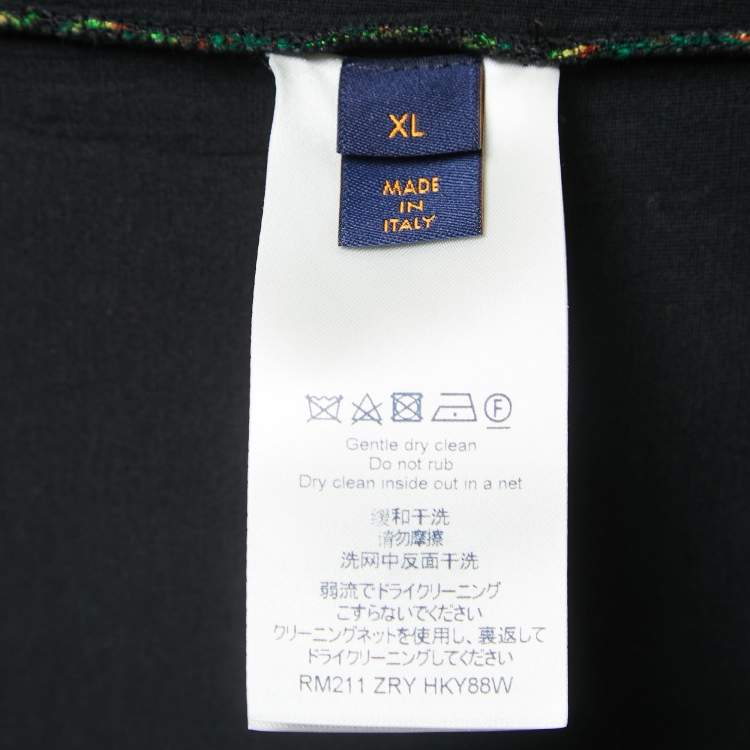 XL
MADE
IN
ITALY
F
Gentle dry clean
Do not rub
Dry clean inside out in a net
缓和干洗
请勿摩擦
洗网中反面干洗
弱流でドライクリーニング
こすらないでください
クリーニングネットを使用し、裏返して
ドライクリーニングしてください
RM211 ZRY HKY88W